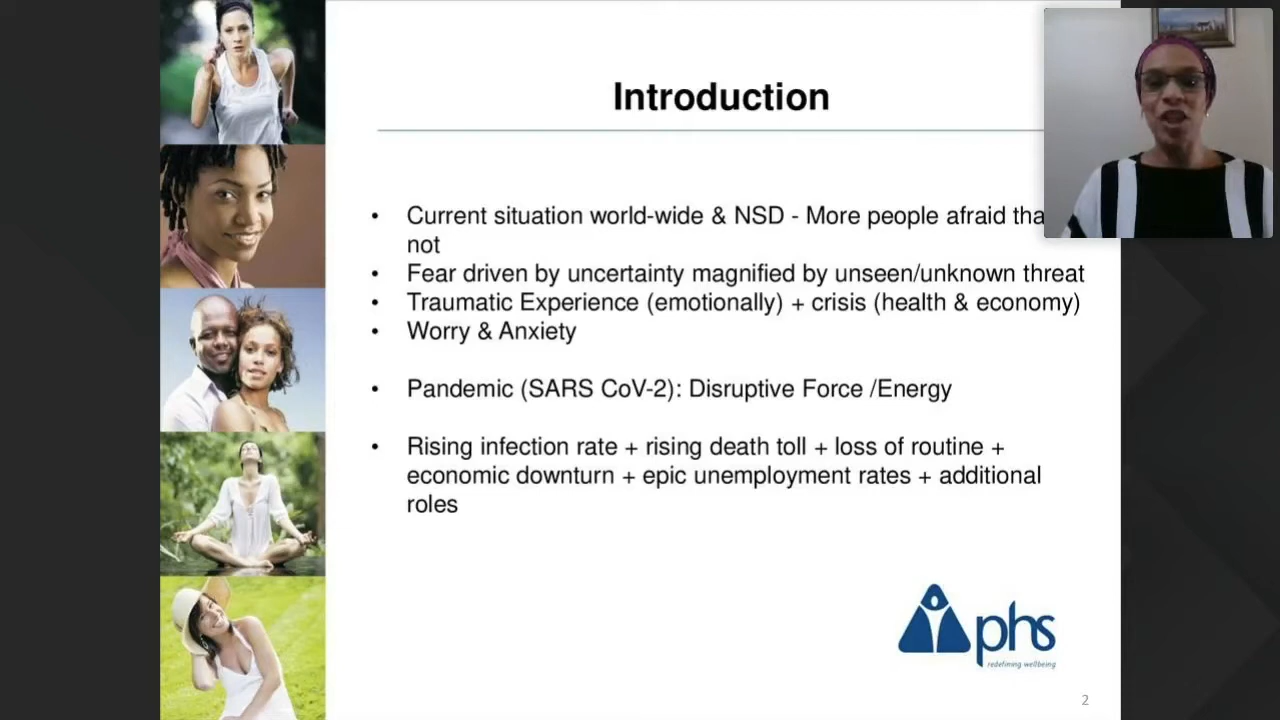 Introduction
• Current situation world-wide & NSD - More people afraid
not
• Fear driven by uncertainty magnified by unseen/unknown threat
• Traumatic Experience (emotionally) + crisis (health & economy)
• Worry & Anxiety
• Pandemic (SARS CoV-2): Disruptive Force /Energy
• Rising infection rate + rising death toll + loss of routine +
economic downturn + epic unemployment rates + additional
roles
phs
redefining wellbeing
2